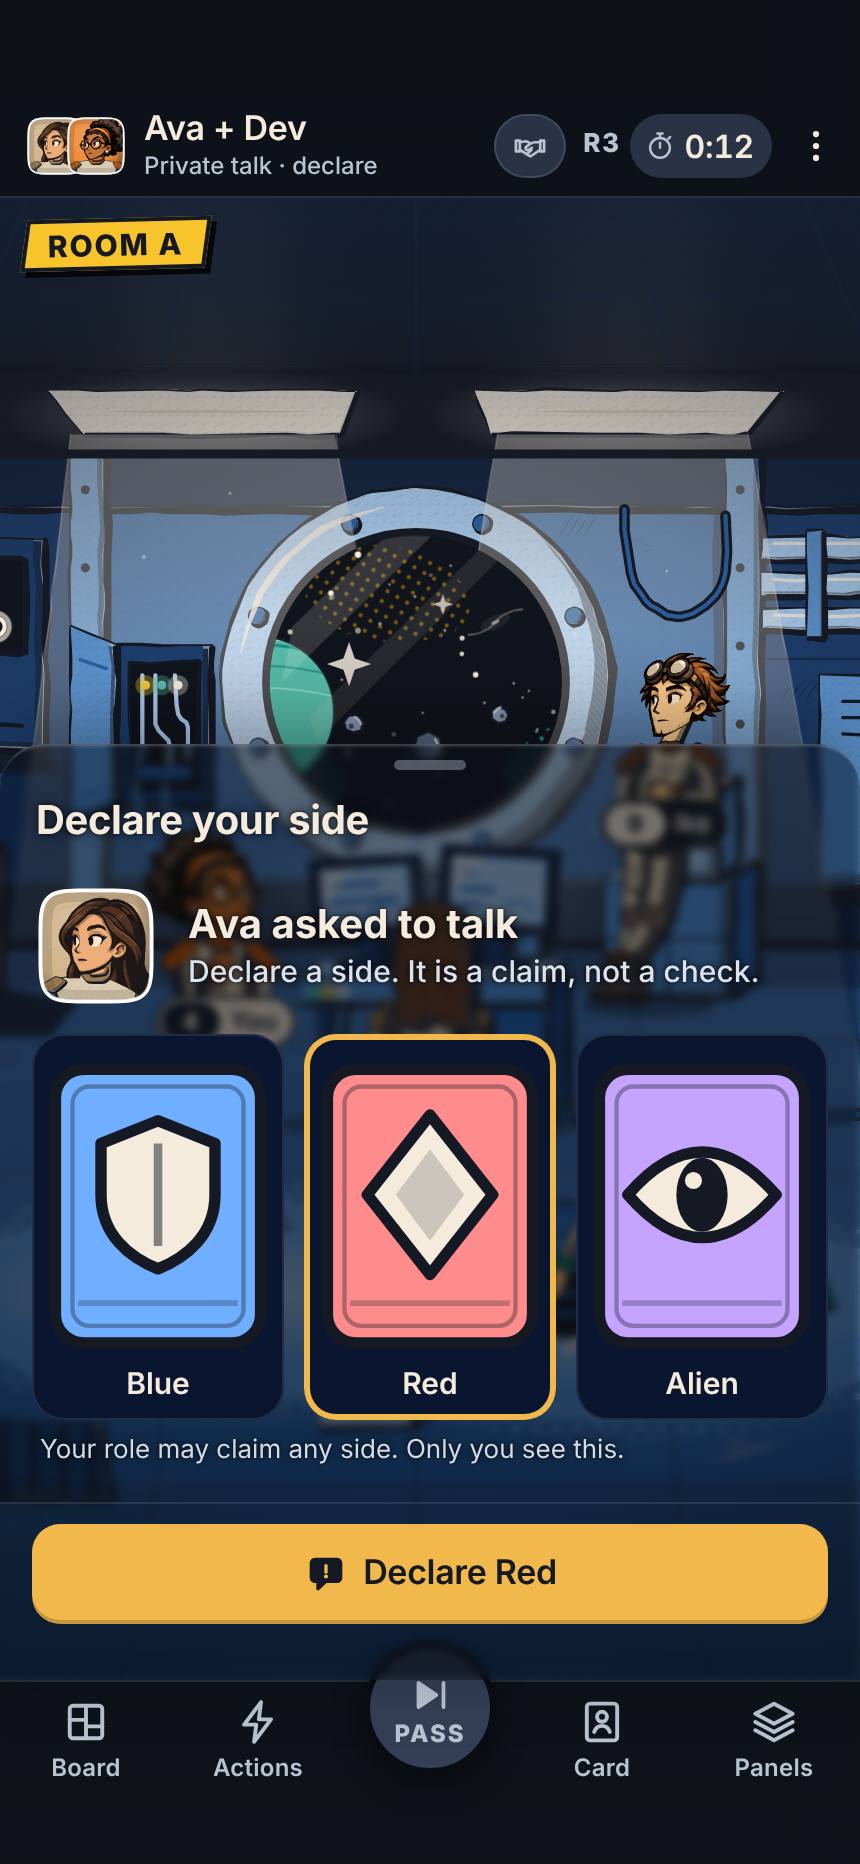 Ava + Dev
Private talk · declare
R3
0:12
ROOM A
Declare your side
Ava asked to talk
Declare a side. It is a claim, not a check.
4 You
Blue
Red
Alien
Your role may claim any side. Only you see this.
Declare Red
Board
Actions
PASS
Card
Panels